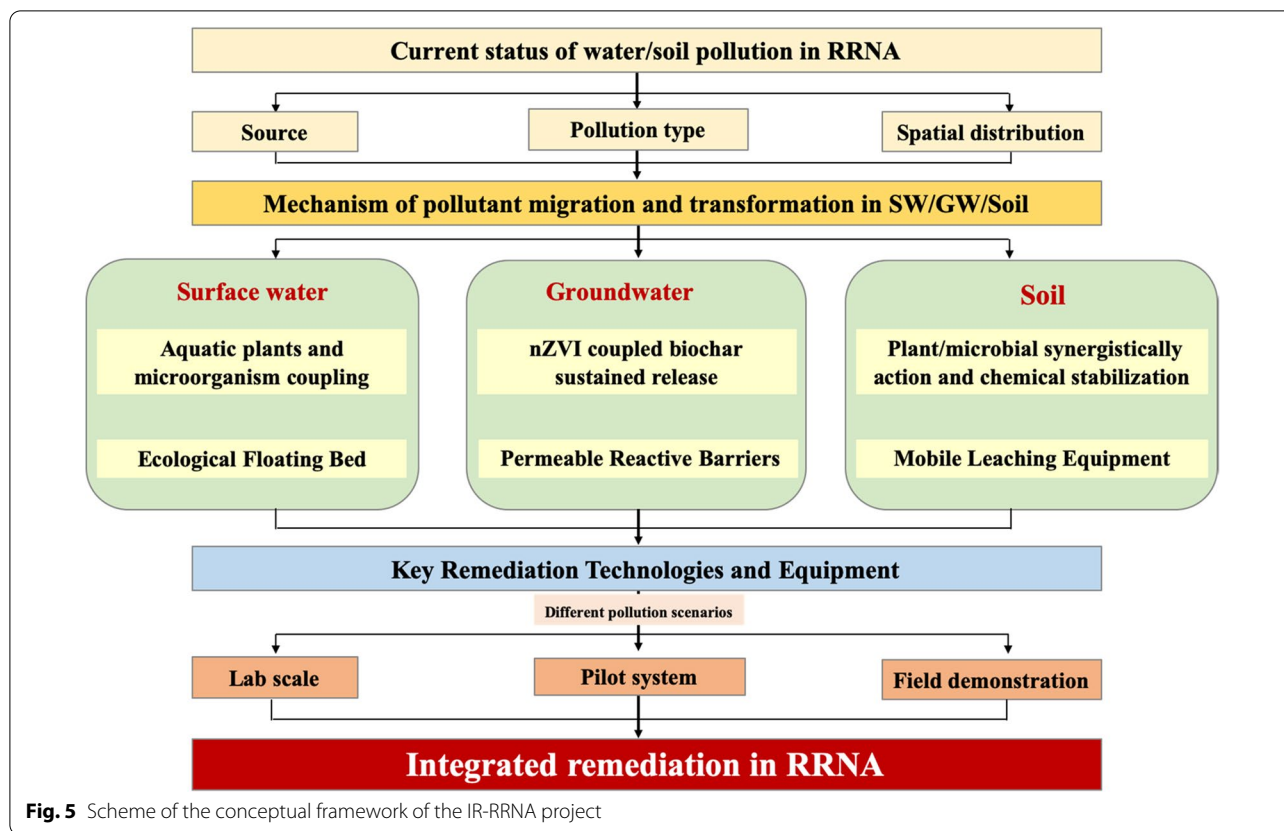 Current status of water/soil pollution in RRNA
Source
Pollution type
Spatial distribution
Mechanism of pollutant migration and transformation in SW/GW/Soil
Surface water
Aquatic plants and
microorganism coupling
Ecological Floating Bed
Groundwater
nZVI coupled biochar
sustained release
Permeable Reactive Barriers
Soil
Plant/microbial synergistically
action and chemical stabilization
Mobile Leaching Equipment
Key Remediation Technologies and Equipment
Different pollution scenarios
Lab scale
Pilot system
Field demonstration
Integrated remediation in RRNA
Fig. 5 Scheme of the conceptual framework of the IR-RRNA project